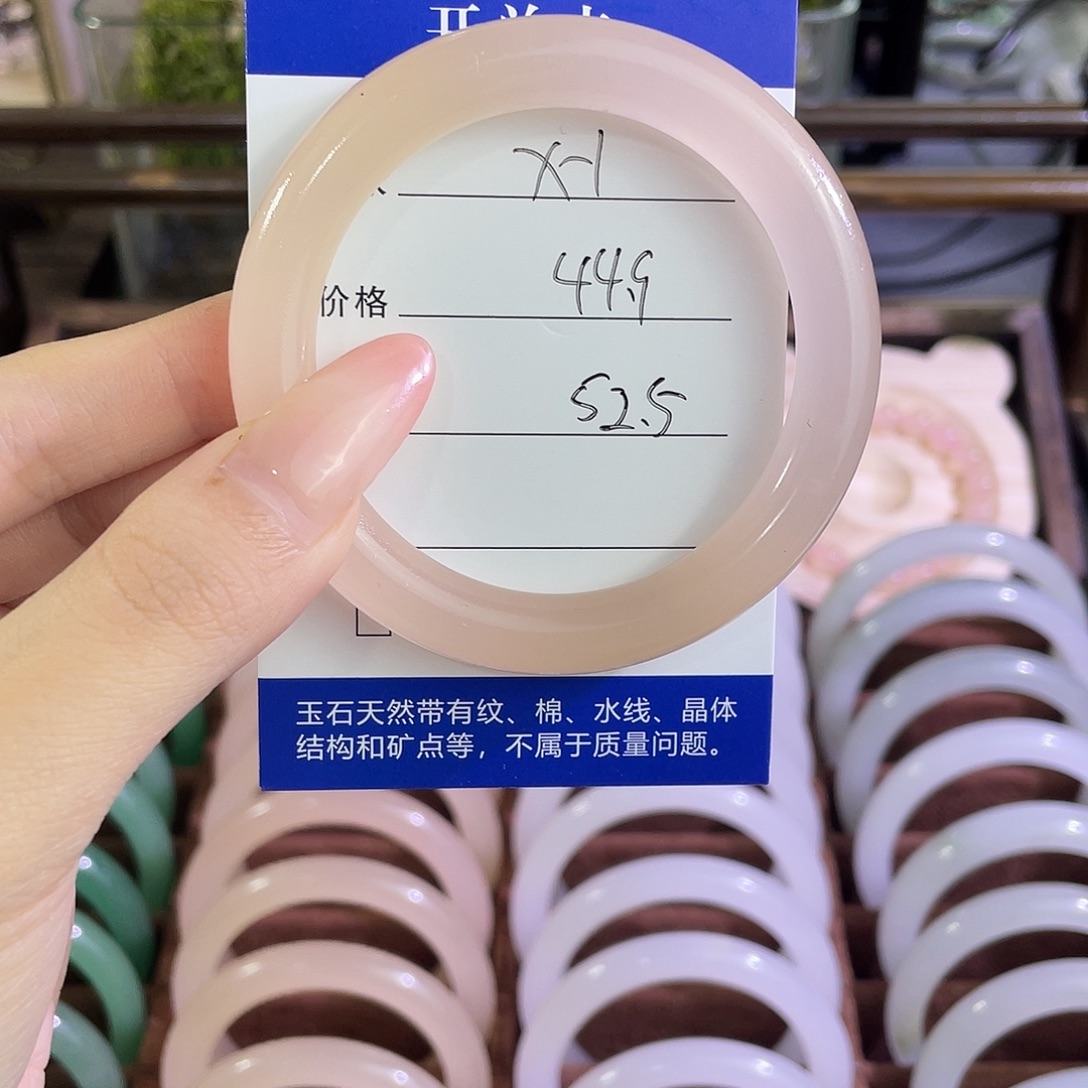 x-1
价格 44.9
52.5
玉石天然带有纹、棉、水线、晶体
结构和矿点等，不属于质量问题。